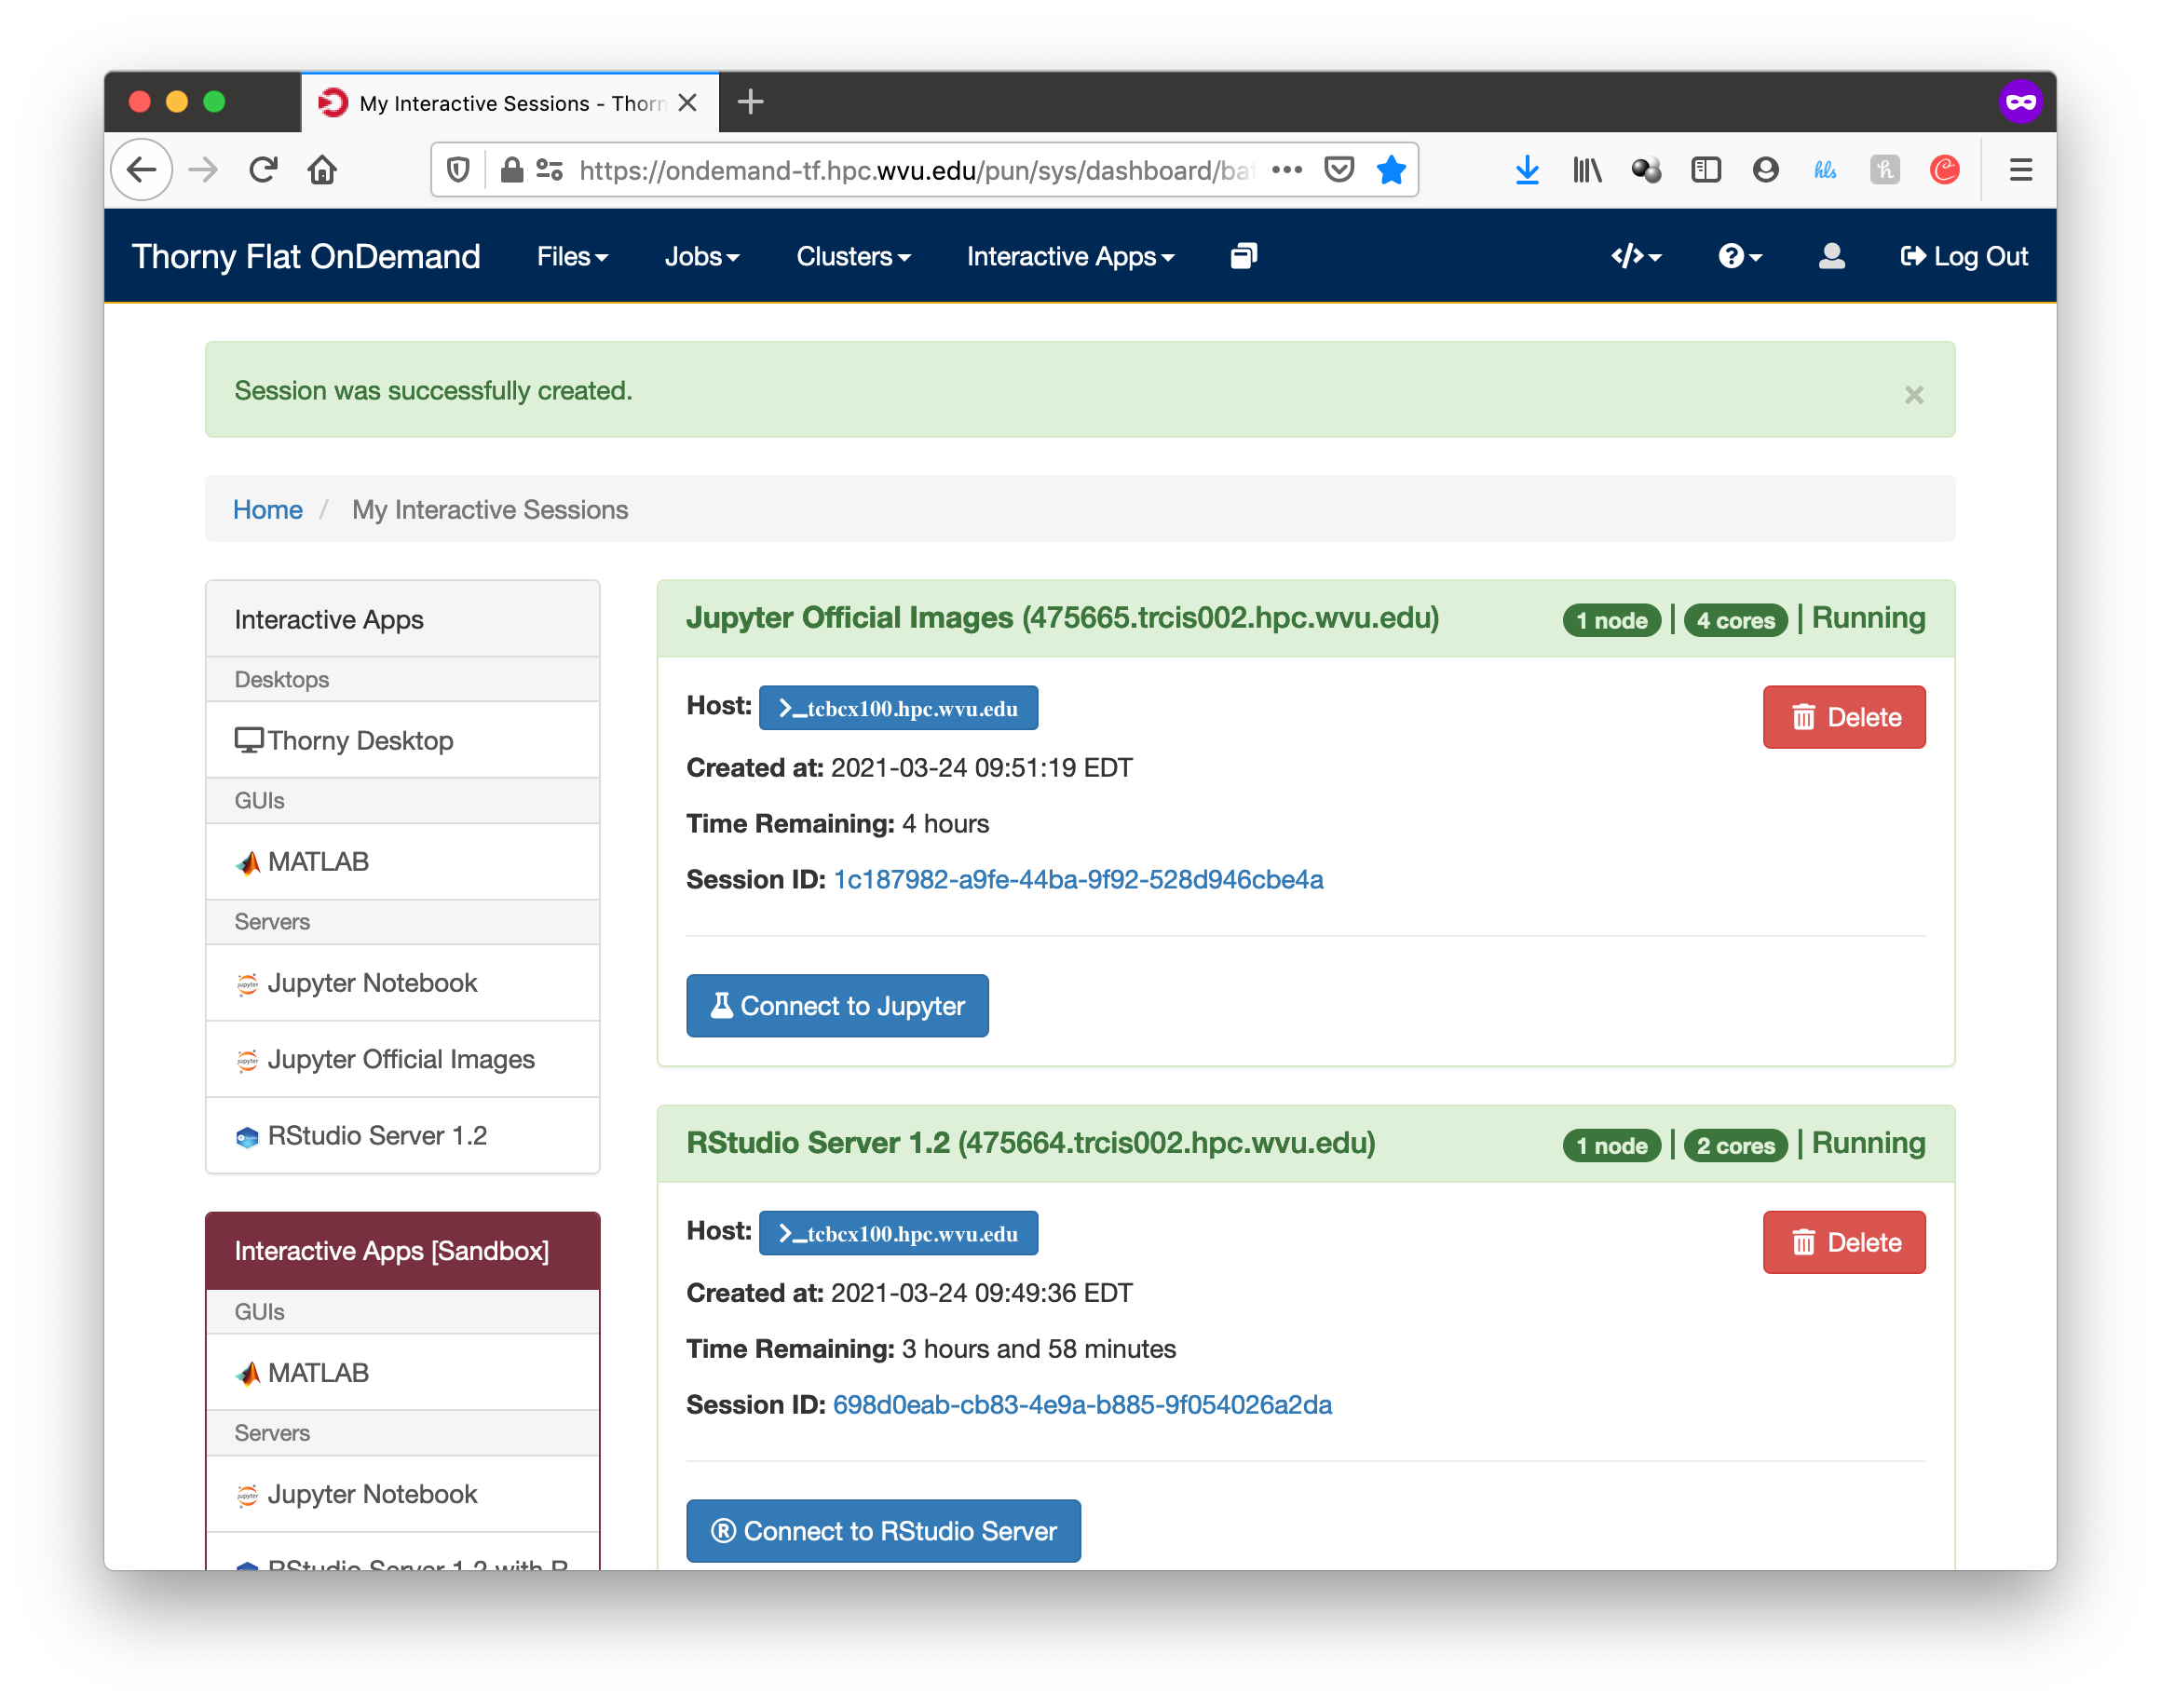 My Interactive Sessions - Thorn
https://ondemand-tf.hpc.wvu.edu/pun/sys/dashboard/bat
hls
h
Thorny Flat OnDemand Files Jobs Clusters Interactive Apps </> ? Log Out
Session was successfully created. ×
Home / My Interactive Sessions
Interactive Apps
Desktops
Thorny Desktop
GUIs
MATLAB
Servers
Jupyter Notebook
Jupyter Official Images
RStudio Server 1.2
Interactive Apps [Sandbox]
GUIs
MATLAB
Servers
Jupyter Notebook
RStudio Server 1.2 with R
Jupyter Official Images (475665.trcis002.hpc.wvu.edu) 1 node | 4 cores | Running
Host: >_tcbcx100.hpc.wvu.edu Delete
Created at: 2021-03-24 09:51:19 EDT
Time Remaining: 4 hours
Session ID: 1c187982-a9fe-44ba-9f92-528d946cbe4a
Connect to Jupyter
RStudio Server 1.2 (475664.trcis002.hpc.wvu.edu) 1 node | 2 cores | Running
Host: >_tcbcx100.hpc.wvu.edu Delete
Created at: 2021-03-24 09:49:36 EDT
Time Remaining: 3 hours and 58 minutes
Session ID: 698d0eab-cb83-4e9a-b885-9f054026a2da
® Connect to RStudio Server